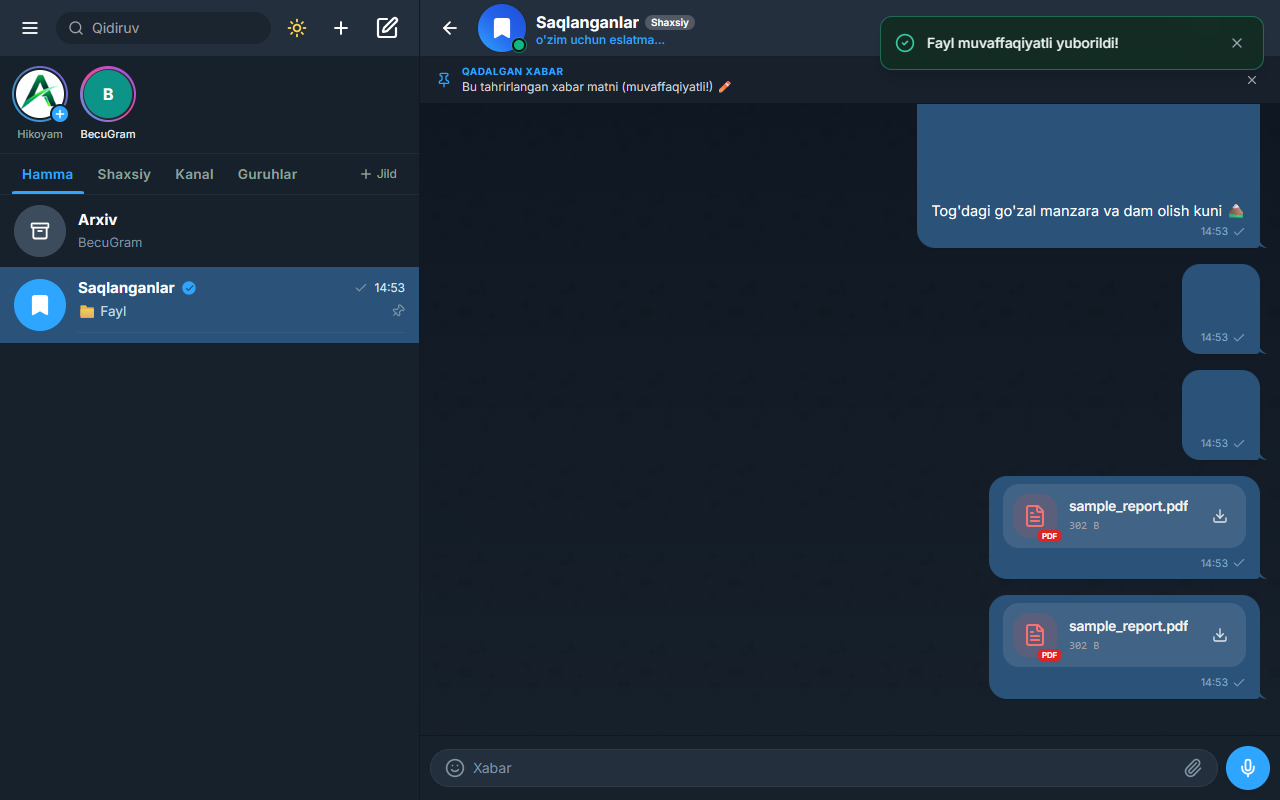 Qidiruv
Hikoyam
B
BecuGram
Hamma
Shaxsiy
Kanal
Guruhlar
+ Jild
Arxiv
BecuGram
Saqlanganlar
14:53
📁 Fayl
Saqlanganlar
Shaxsiy
o'zim uchun eslatma...
Fayl muvaffaqiyatli yuborildi!
QADALGAN XABAR
Bu tahrirlangan xabar matni (muvaffaqiyatli!)
Tog'dagi go'zal manzara va dam olish kuni
14:53
14:53
14:53
sample_report.pdf
302 B
PDF
14:53
sample_report.pdf
302 B
PDF
14:53
Xabar